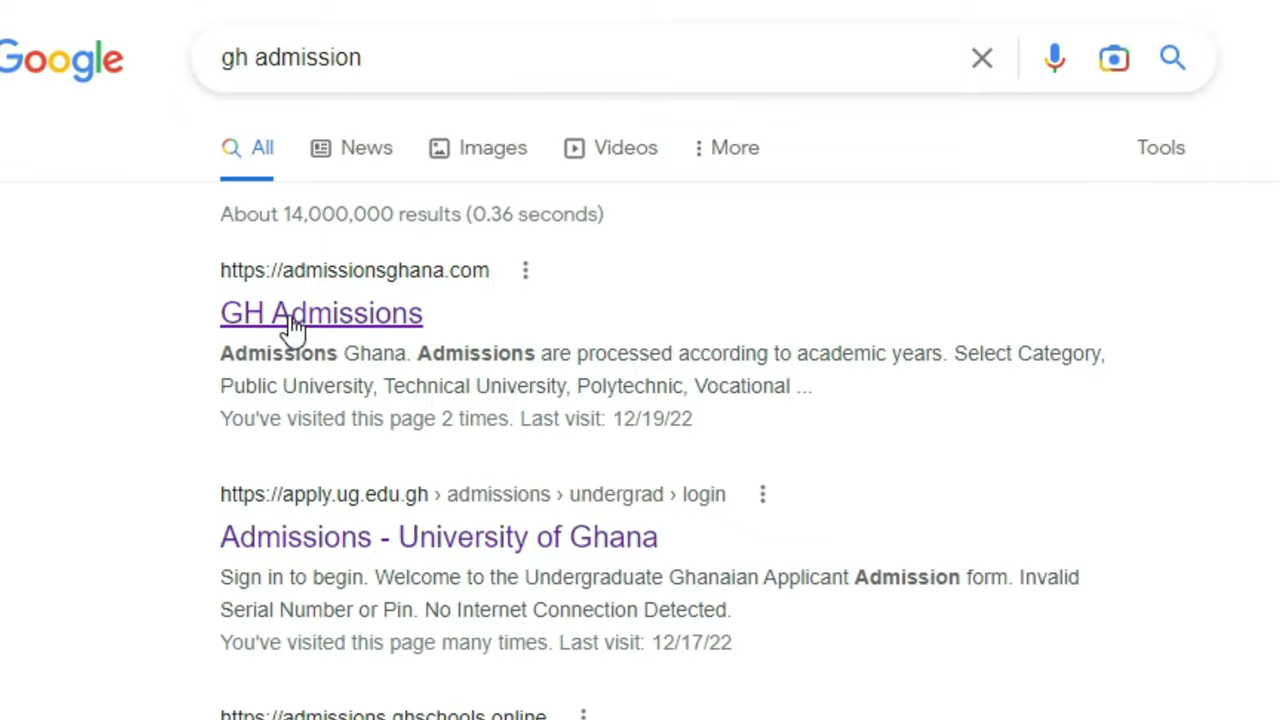 Google
gh admission
All News Images Videos More Tools
About 14,000,000 results (0.36 seconds)
https://admissionsghana.com
GH Admissions
Admissions Ghana. Admissions are processed according to academic years. Select Category,
Public University, Technical University, Polytechnic, Vocational ...
You've visited this page 2 times. Last visit: 12/19/22
https://apply.ug.edu.gh › admissions › undergrad › login
Admissions - University of Ghana
Sign in to begin. Welcome to the Undergraduate Ghanaian Applicant Admission form. Invalid
Serial Number or Pin. No Internet Connection Detected.
You've visited this page many times. Last visit: 12/17/22
https://admissions.ghschools.online